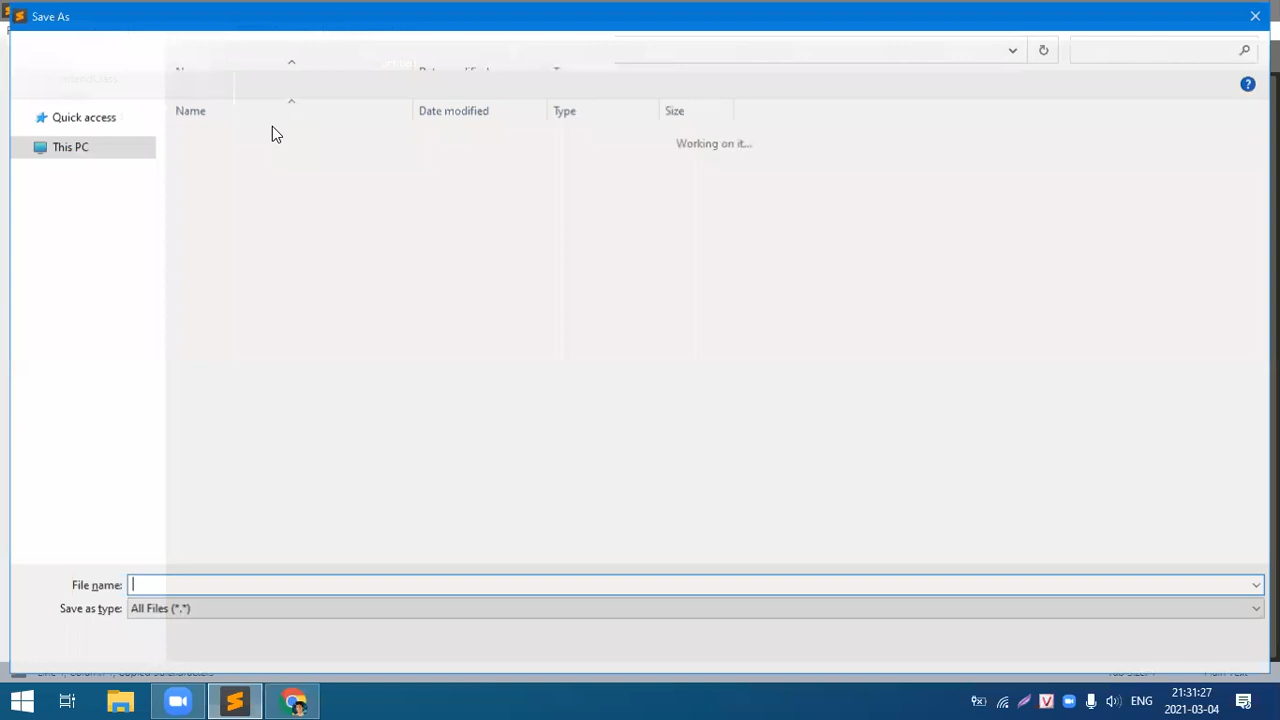 Save As
Name
Date modified
Type
Size
Quick access
This PC
Working on it...
File name:
Save as type:
All Files (*.*)
ENG
21:31:27
2021-03-04